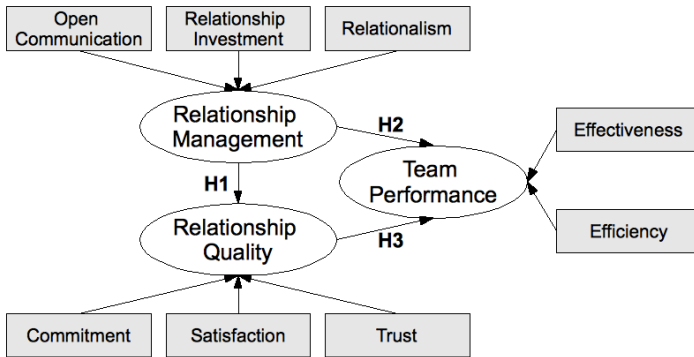 Open
Communication
Relationship
Investment
Relationalism
Relationship
Management
H2
Effectiveness
H1
Team
Performance
Relationship
Quality
H3
Efficiency
Commitment
Satisfaction
Trust